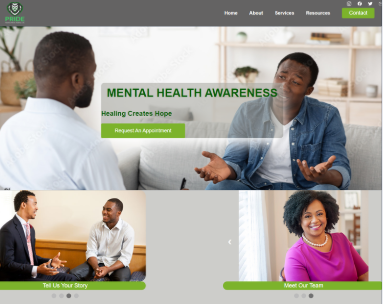 PRIDE
Home
About
Services
Resources
Contact
MENTAL HEALTH AWARENESS
Healing Creates Hope
Request An Appointment
Tell Us Your Story
Meet Our Team